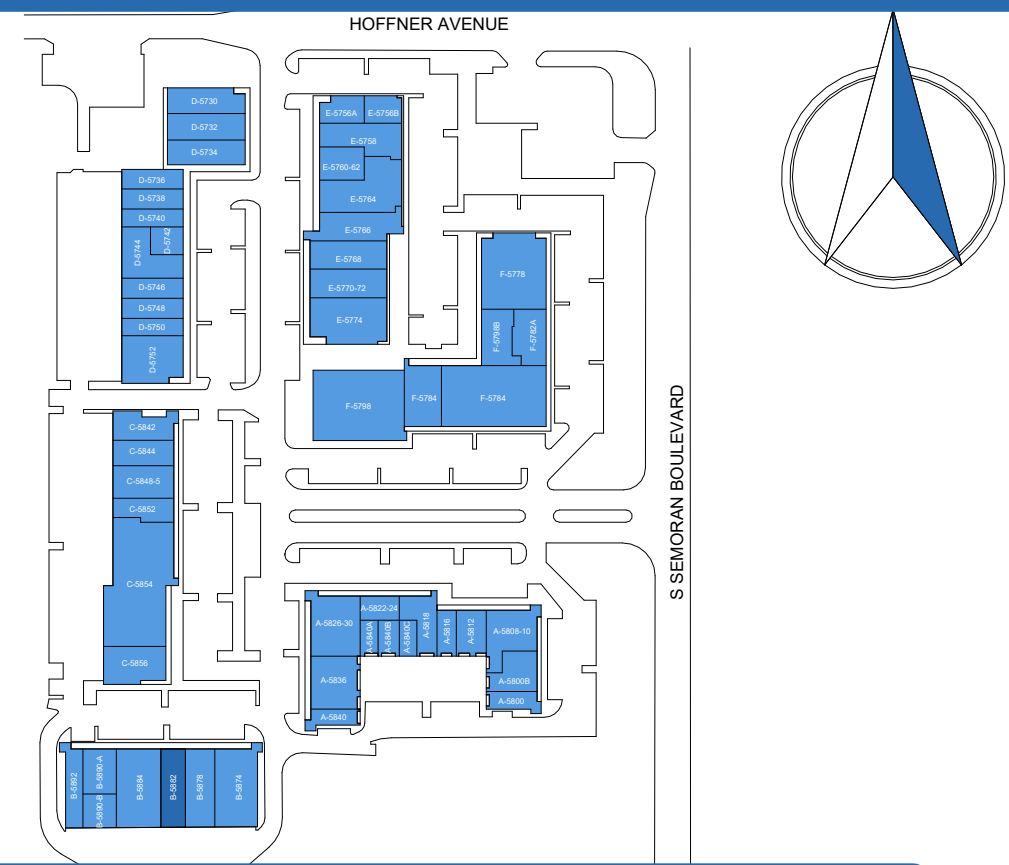 HOFFNER AVENUE
D-5730
D-5732
D-5734
D-5736
D-5738
D-5740
D-5742
D-5744
D-5746
D-5748
D-5750
D-5752
E-5756A
E-5756B
E-5758
E-5760-62
E-5764
E-5766
E-5768
E-5770-72
E-5774
F-5778
F-5798B
F-5782A
F-5784
F-5784
F-5798
S SEMORAN BOULEVARD
C-5842
C-5844
C-5848-5
C-5852
C-5854
C-5856
A-5826-30
A-5822-24
A-5840A
A-5840B
A-5840C
A-5818
A-5816
A-5812
A-5808-10
A-5836
A-5800B
A-5840
A-5800
B-5892
B-5890-A
B-5890-B
B-5884
B-5882
B-5878
B-5874